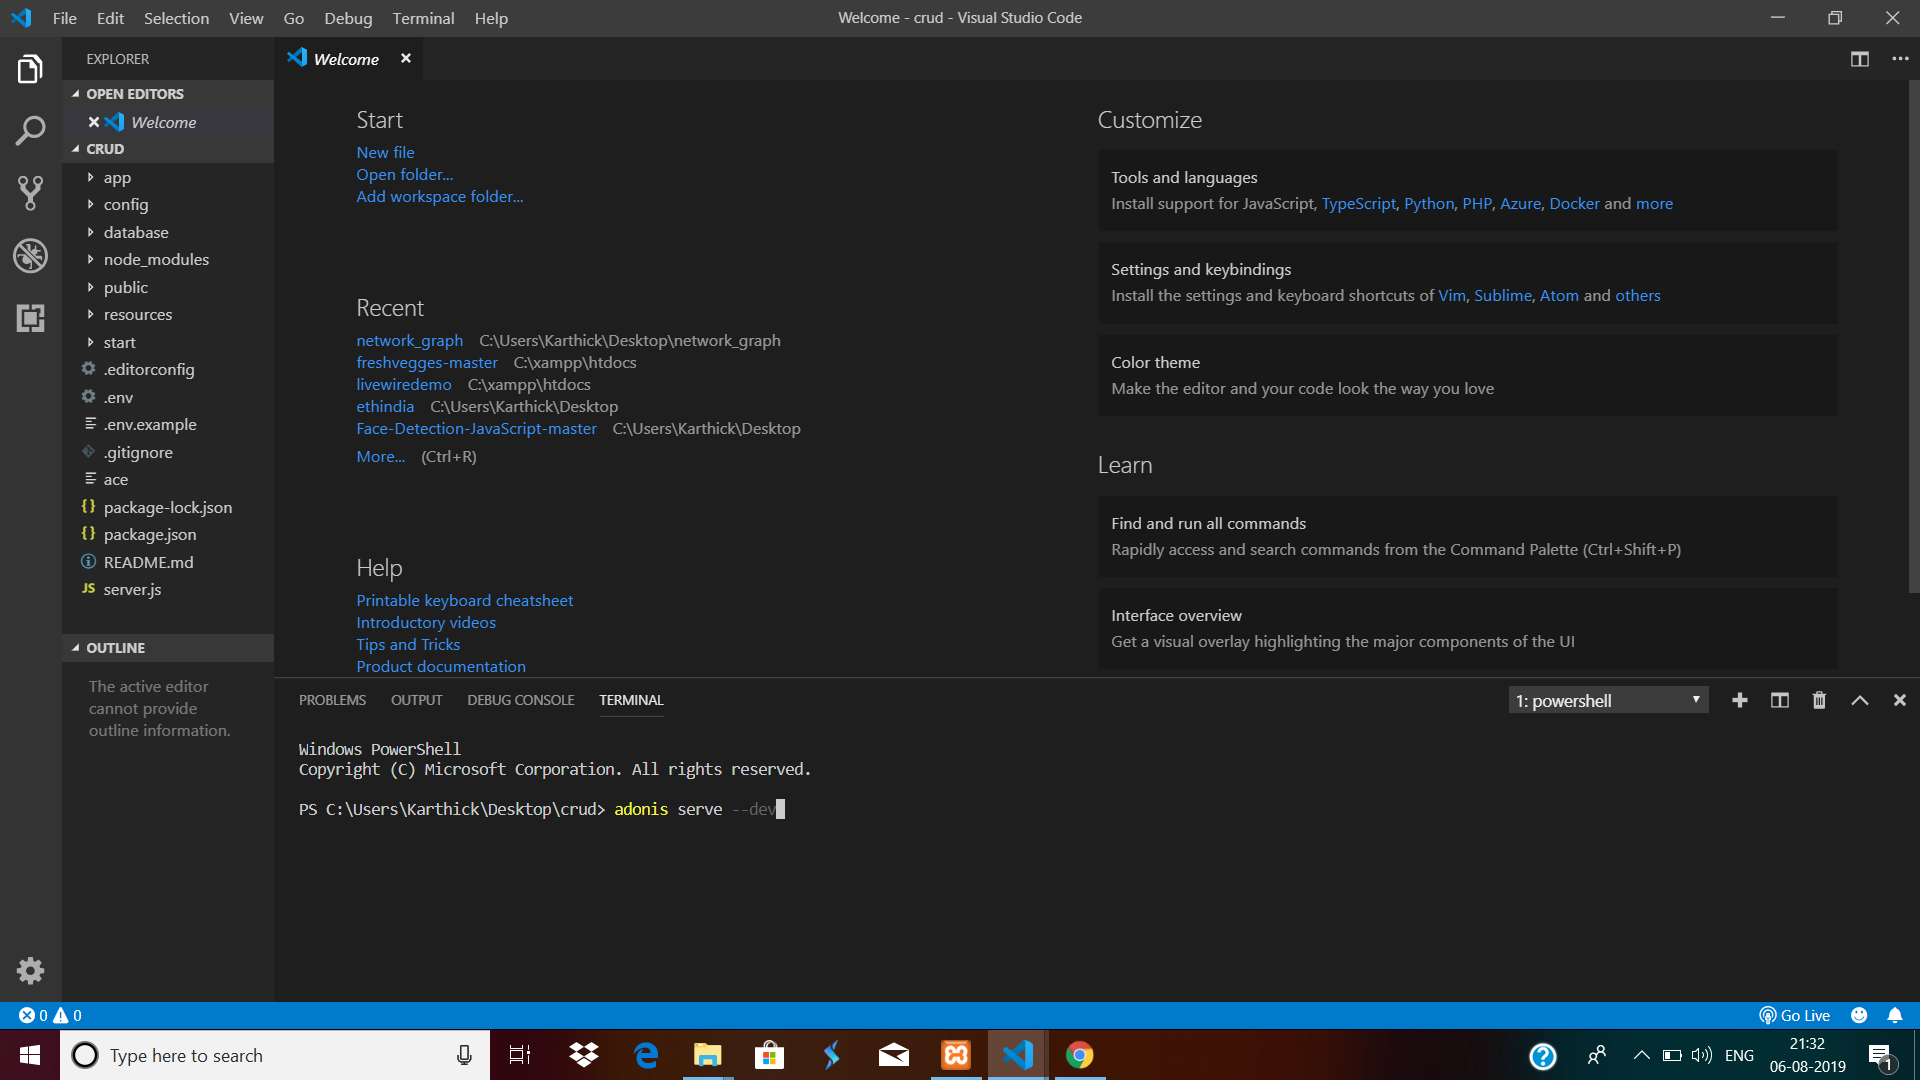 File Edit Selection View Go Debug Terminal Help
Welcome - crud - Visual Studio Code
EXPLORER
OPEN EDITORS
Welcome
CRUD
app
config
database
node_modules
public
resources
start
.editorconfig
.env
.env.example
.gitignore
ace
package-lock.json
package.json
README.md
JS server.js
OUTLINE
The active editor
cannot provide
outline information.
Welcome
Start
New file
Open folder...
Add workspace folder...
Recent
network_graph C:\Users\Karthick\Desktop\network_graph
freshvegges-master C:\xampp\htdocs
livewiredemo C:\xampp\htdocs
ethindia C:\Users\Karthick\Desktop
Face-Detection-JavaScript-master C:\Users\Karthick\Desktop
More... (Ctrl+R)
Help
Printable keyboard cheatsheet
Introductory videos
Tips and Tricks
Product documentation
Customize
Tools and languages
Install support for JavaScript, TypeScript, Python, PHP, Azure, Docker and more
Settings and keybindings
Install the settings and keyboard shortcuts of Vim, Sublime, Atom and others
Color theme
Make the editor and your code look the way you love
Learn
Find and run all commands
Rapidly access and search commands from the Command Palette (Ctrl+Shift+P)
Interface overview
Get a visual overlay highlighting the major components of the UI
PROBLEMS OUTPUT DEBUG CONSOLE TERMINAL
1: powershell
Windows PowerShell
Copyright (C) Microsoft Corporation. All rights reserved.
PS C:\Users\Karthick\Desktop\crud> adonis serve --dev
0 0
Go Live
Type here to search
ENG
21:32
06-08-2019
1